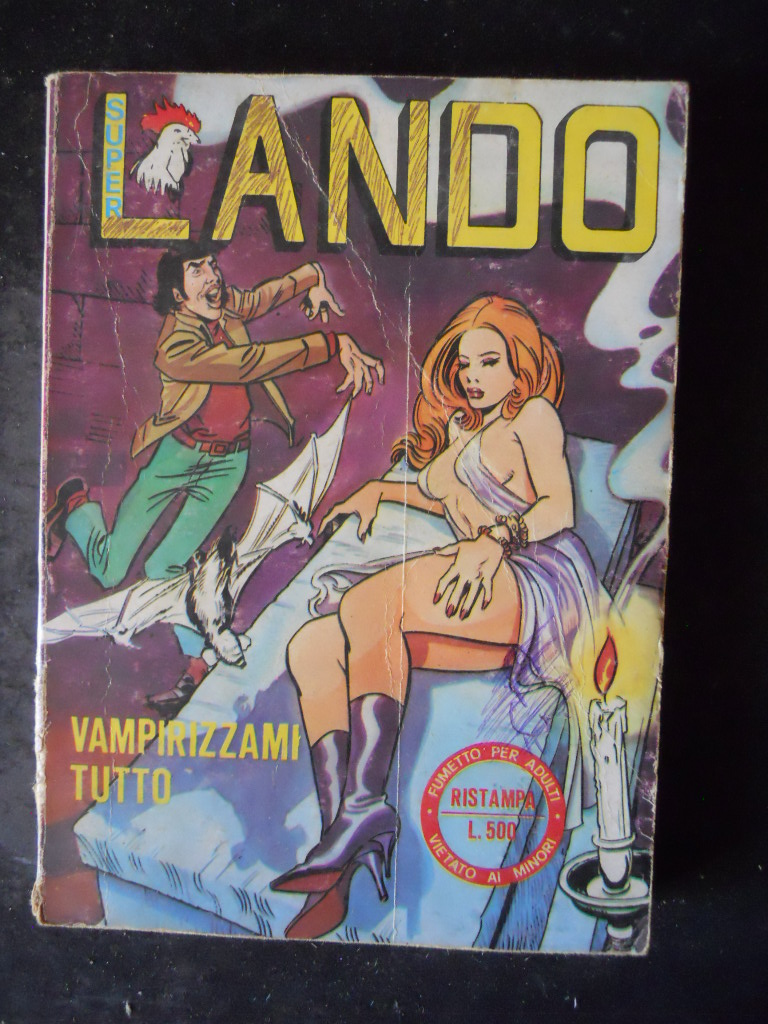 SUPER
LANDO
VAMPIRIZZAMI
TUTTO
FUMETTO PER ADULTI
RISTAMPA
L. 500
VIETATO AI MINORI